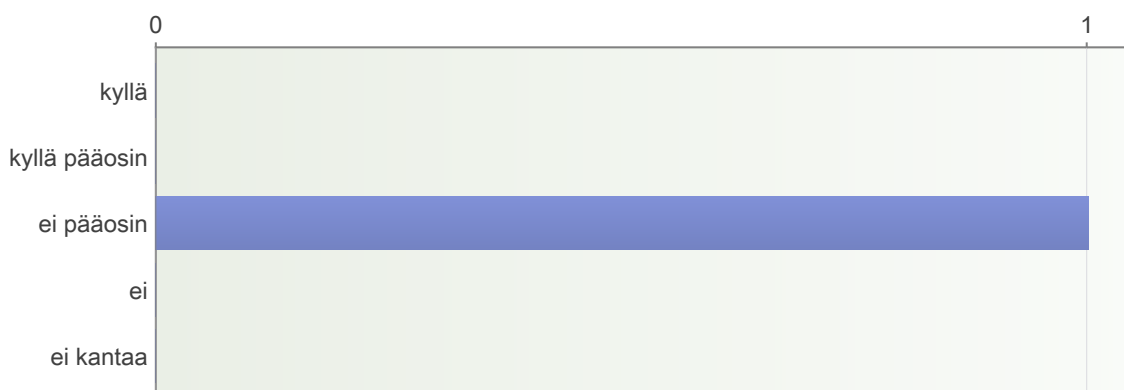 0 1
kyllä
kyllä pääosin
ei pääosin
ei
ei kantaa